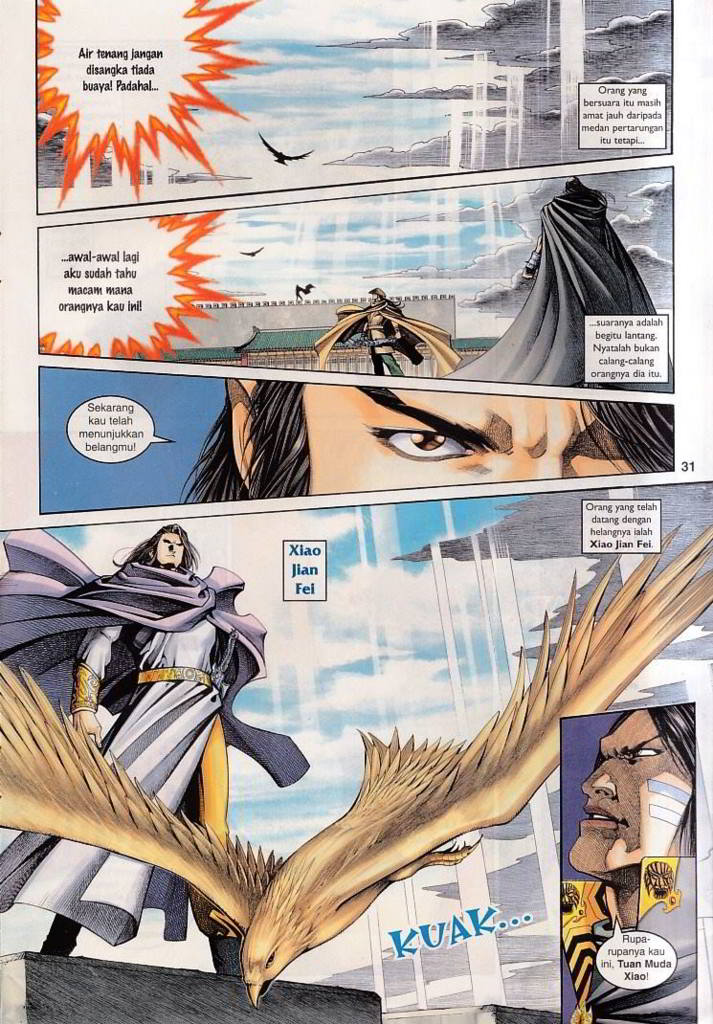 Air tenang jangan
disangka tiada
buaya! Padahal...
Orang yang
bersuara itu masih
amat jauh daripada
medan pertarungan
itu tetapi...
...awal-awal lagi
aku sudah tahu
macam mana
orangnya kau ini!
...suaranya adalah
begitu lantang.
Nyatalah bukan
calang-calang
orangnya dia itu.
Sekarang
kau telah
menunjukkan
belangmu!
31
Orang yang telah
datang dengan
helangnya ialah
Xiao Jian Fei.
Xiao
Jian
Fei
KUAK...
Rupa-
rupanya kau
ini, Tuan Muda
Xiao!